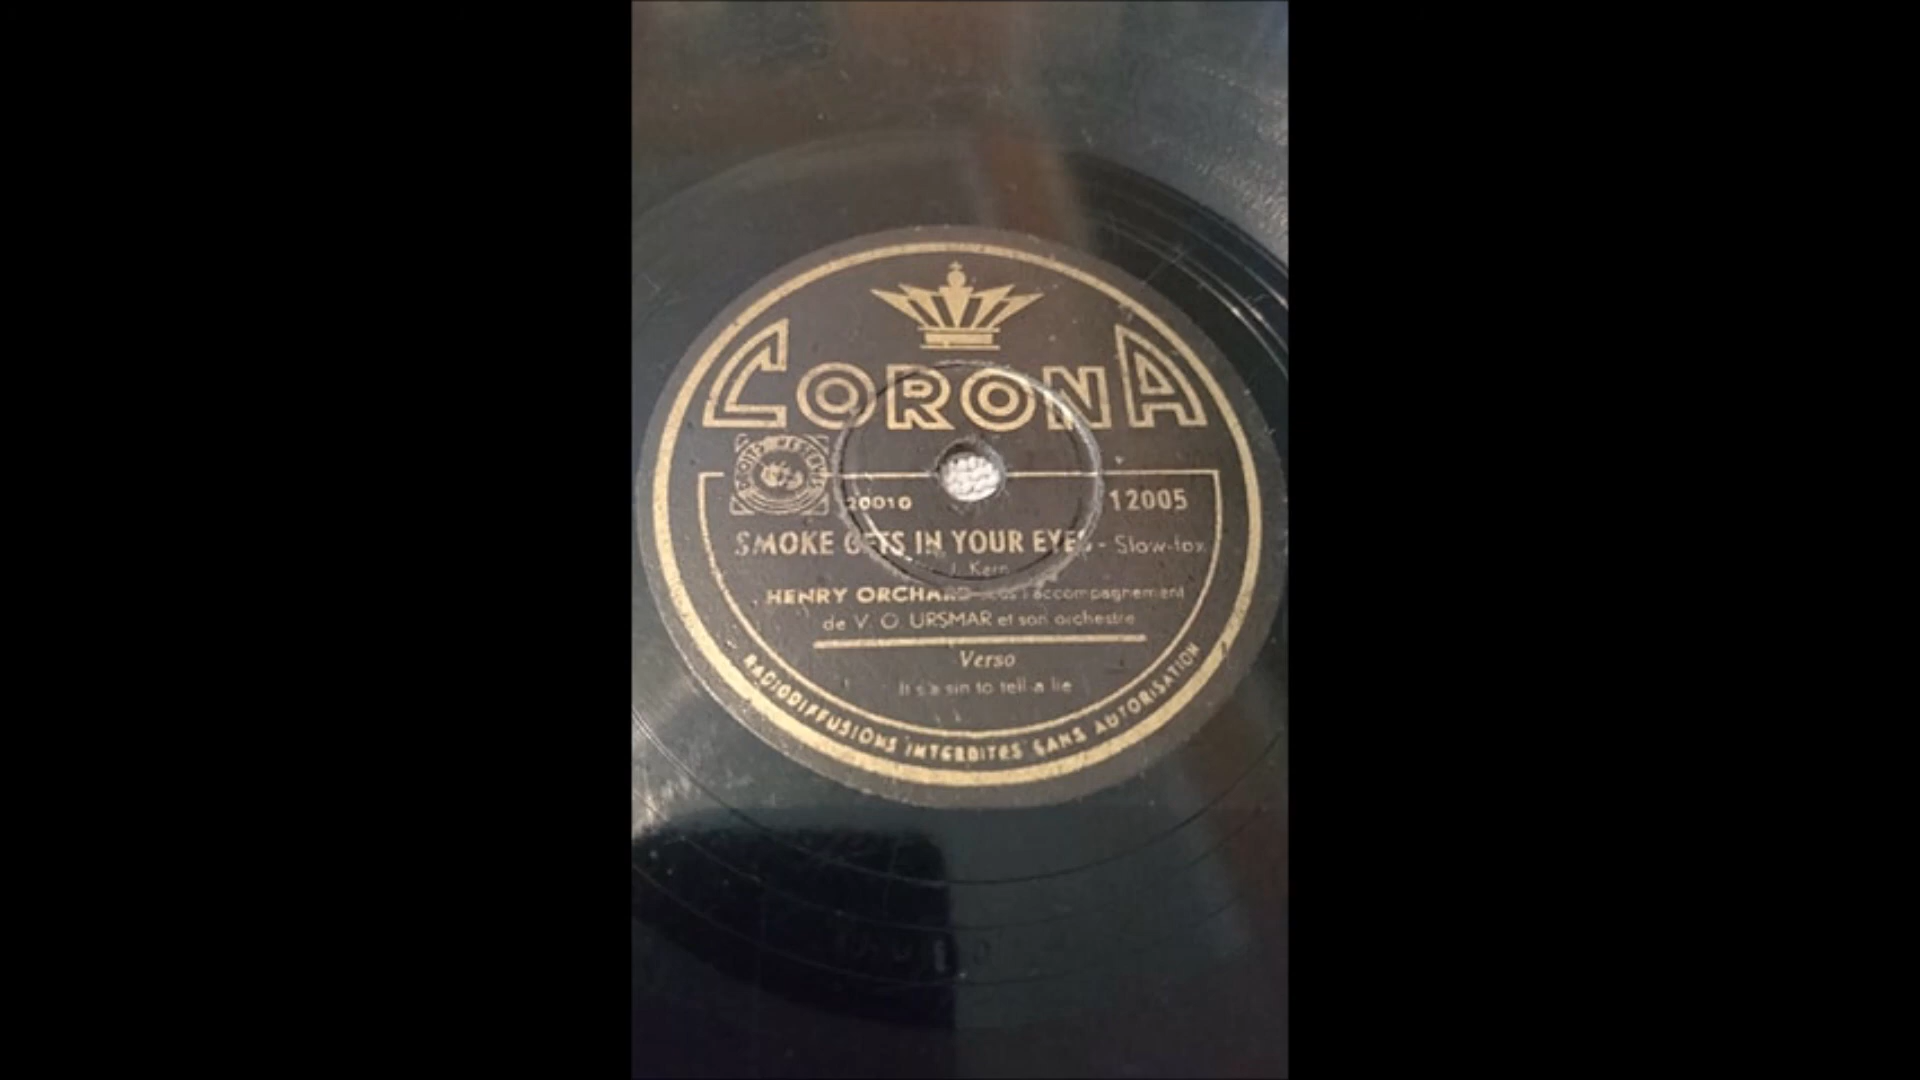 CORONA
20010 12005
SMOKE GETS IN YOUR EYES - Slow-fox
J. Kern
HENRY ORCHARD sous l'accompagnement
de V. O. URSMAR et son orchestre
Verso
It's a sin to tell a lie
RADIODIFFUSIONS INTERDITES SANS AUTORISATION